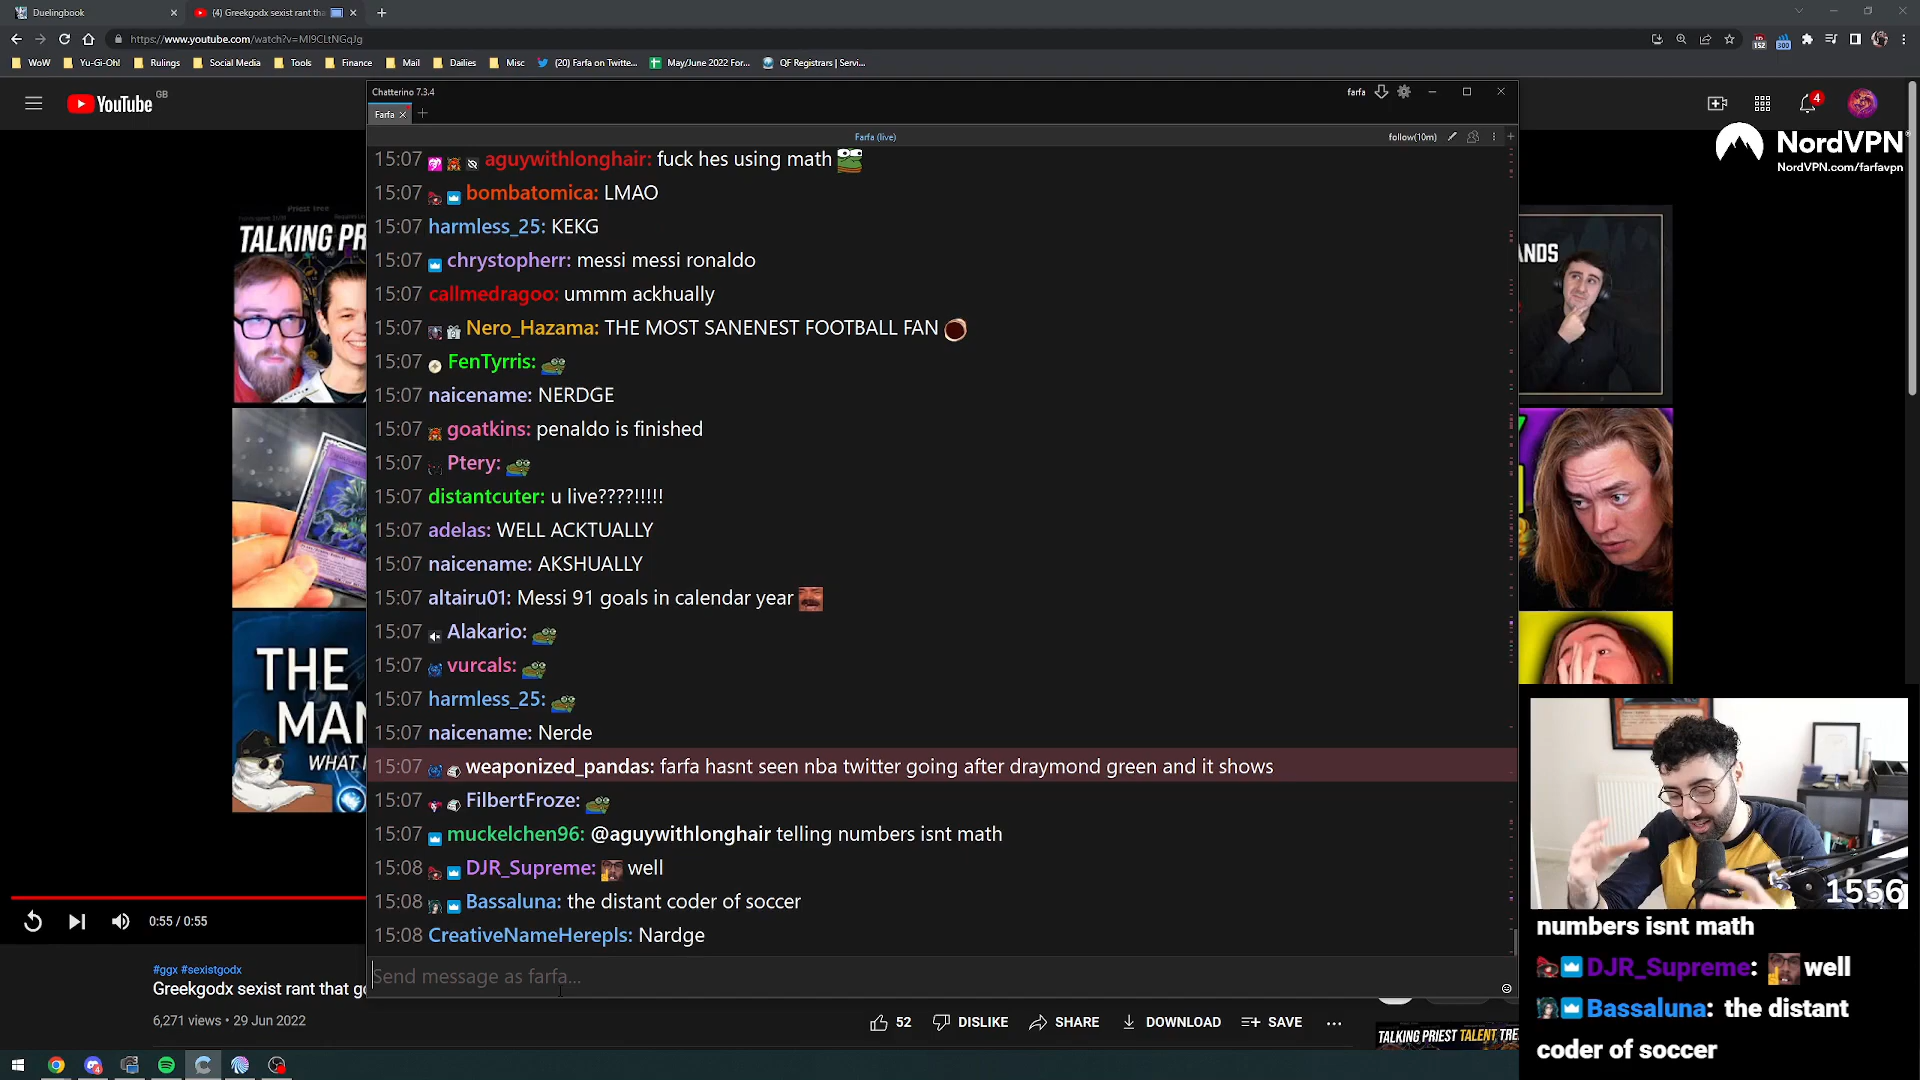 Duelingbook
(4) Greekgodx sexist rant tha
https://www.youtube.com/watch?v=MI9CLtNGqJg
152
300
WoW
Yu-Gi-Oh!
Rulings
Social Media
Tools
Finance
Mail
Dailies
Misc
(20) Farfa on Twitte...
May/June 2022 For...
QF Registrars | Servi...
Chatterino 7.3.4
farfa
YouTube GB
4
Farfa
Farfa (live)
follow(10m)
NordVPN
NordVPN.com/farfavpn
15:07 aguywithlonghair: fuck hes using math
15:07 bombatomica: LMAO
15:07 harmless_25: KEKG
15:07 chrystopherr: messi messi ronaldo
15:07 callmedragoo: ummm ackhually
15:07 Nero_Hazama: THE MOST SANENEST FOOTBALL FAN
15:07 FenTyrris:
15:07 naicename: NERDGE
15:07 goatkins: penaldo is finished
15:07 Ptery:
15:07 distantcuter: u live????!!!!!
15:07 adelas: WELL ACKTUALLY
15:07 naicename: AKSHUALLY
15:07 altairu01: Messi 91 goals in calendar year
15:07 Alakario:
15:07 vurcals:
15:07 harmless_25:
15:07 naicename: Nerde
15:07 weaponized_pandas: farfa hasnt seen nba twitter going after draymond green and it shows
15:07 FilbertFroze:
15:07 muckelchen96: @aguywithlonghair telling numbers isnt math
15:08 DJR_Supreme: well
15:08 Bassaluna: the distant coder of soccer
15:08 CreativeNameHerepls: Nardge
Send message as farfa...
Priest tree
TALKING PR
THE
MAN
WHAT I
ANDS
0:55 / 0:55
#ggx #sexistgodx
Greekgodx sexist rant that go
6,271 views • 29 Jun 2022
52
DISLIKE
SHARE
DOWNLOAD
SAVE
TALKING PRIEST TALENT TRE
1556
numbers isnt math
DJR_Supreme: well
Bassaluna: the distant
coder of soccer